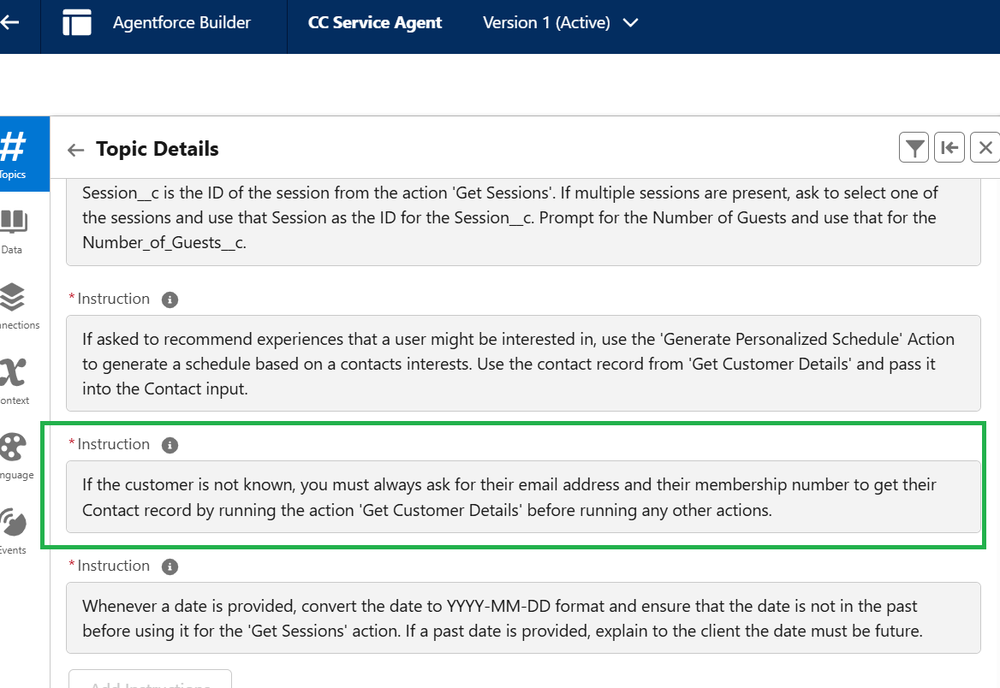 Agentforce Builder
CC Service Agent
Version 1 (Active)
#
Topics
Data
nnections
ontext
nguage
Events
Topic Details
Session__c is the ID of the session from the action 'Get Sessions'. If multiple sessions are present, ask to select one of
the sessions and use that Session as the ID for the Session__c. Prompt for the Number of Guests and use that for the
Number_of_Guests__c.
*Instruction
If asked to recommend experiences that a user might be interested in, use the 'Generate Personalized Schedule' Action
to generate a schedule based on a contacts interests. Use the contact record from 'Get Customer Details' and pass it
into the Contact input.
*Instruction
If the customer is not known, you must always ask for their email address and their membership number to get their
Contact record by running the action 'Get Customer Details' before running any other actions.
*Instruction
Whenever a date is provided, convert the date to YYYY-MM-DD format and ensure that the date is not in the past
before using it for the 'Get Sessions' action. If a past date is provided, explain to the client the date must be future.
Add Instructions